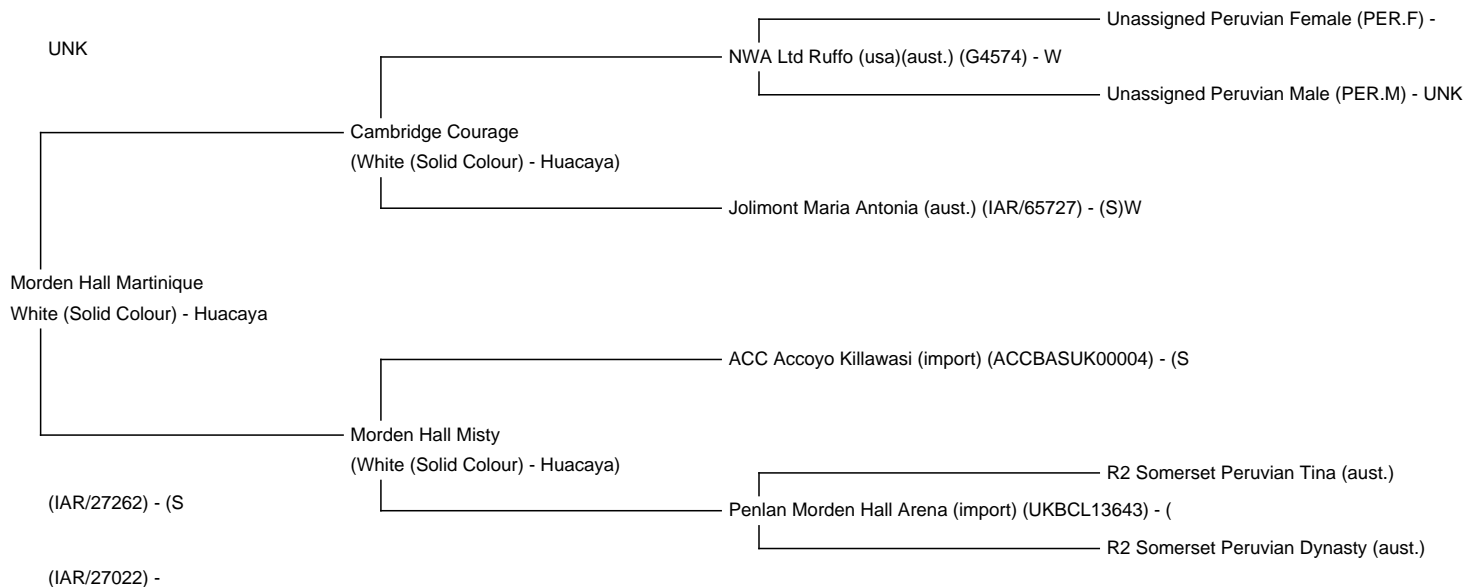 Unassigned Peruvian Female (PER.F) -
UNK
NWA Ltd Ruffo (usa)(aust.) (G4574) - W
Unassigned Peruvian Male (PER.M) - UNK
Cambridge Courage
(White (Solid Colour) - Huacaya)
Jolimont Maria Antonia (aust.) (IAR/65727) - (S)W
Morden Hall Martinique
White (Solid Colour) - Huacaya
ACC Accoyo Killawasi (import) (ACCBASUK00004) - (S
Morden Hall Misty
(White (Solid Colour) - Huacaya)
R2 Somerset Peruvian Tina (aust.)
(IAR/27262) - (S
Penlan Morden Hall Arena (import) (UKBCL13643) - (
R2 Somerset Peruvian Dynasty (aust.)
(IAR/27022) -